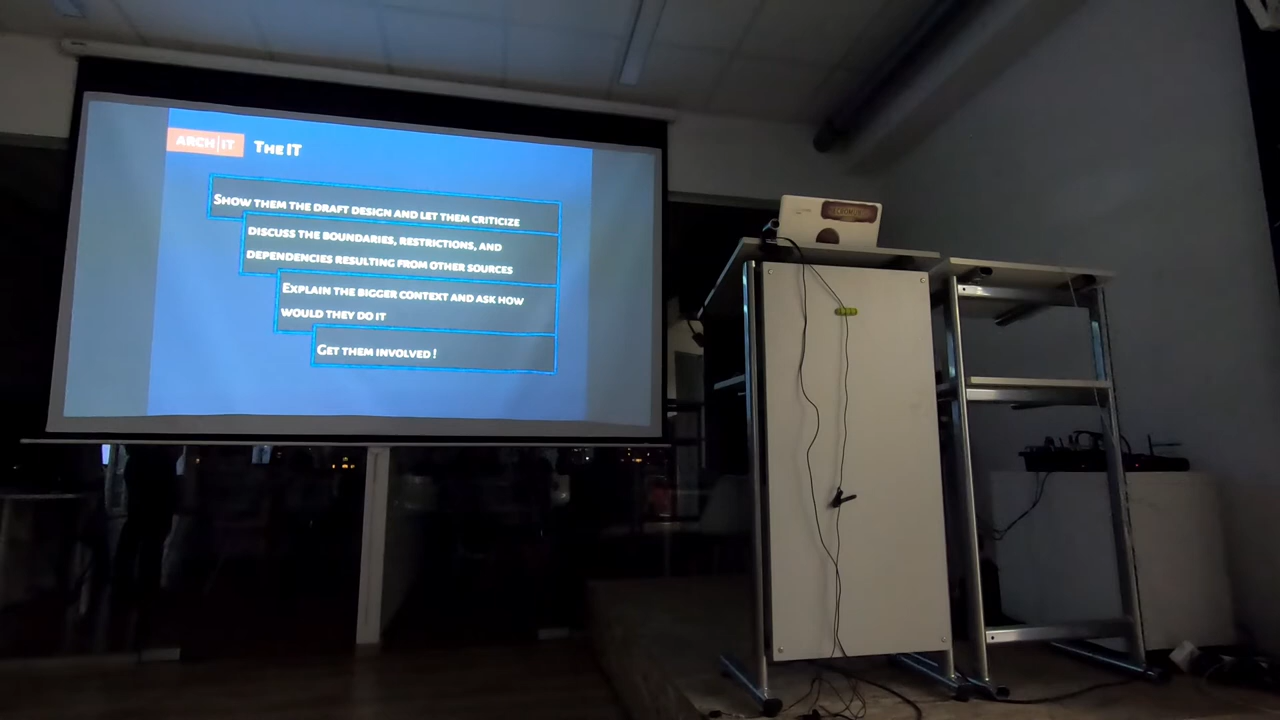 ARCH|IT
The IT
Show them the draft design and let them criticize
discuss the boundaries, restrictions, and
dependencies resulting from other sources
Explain the bigger context and ask how
would they do it
Get them involved !